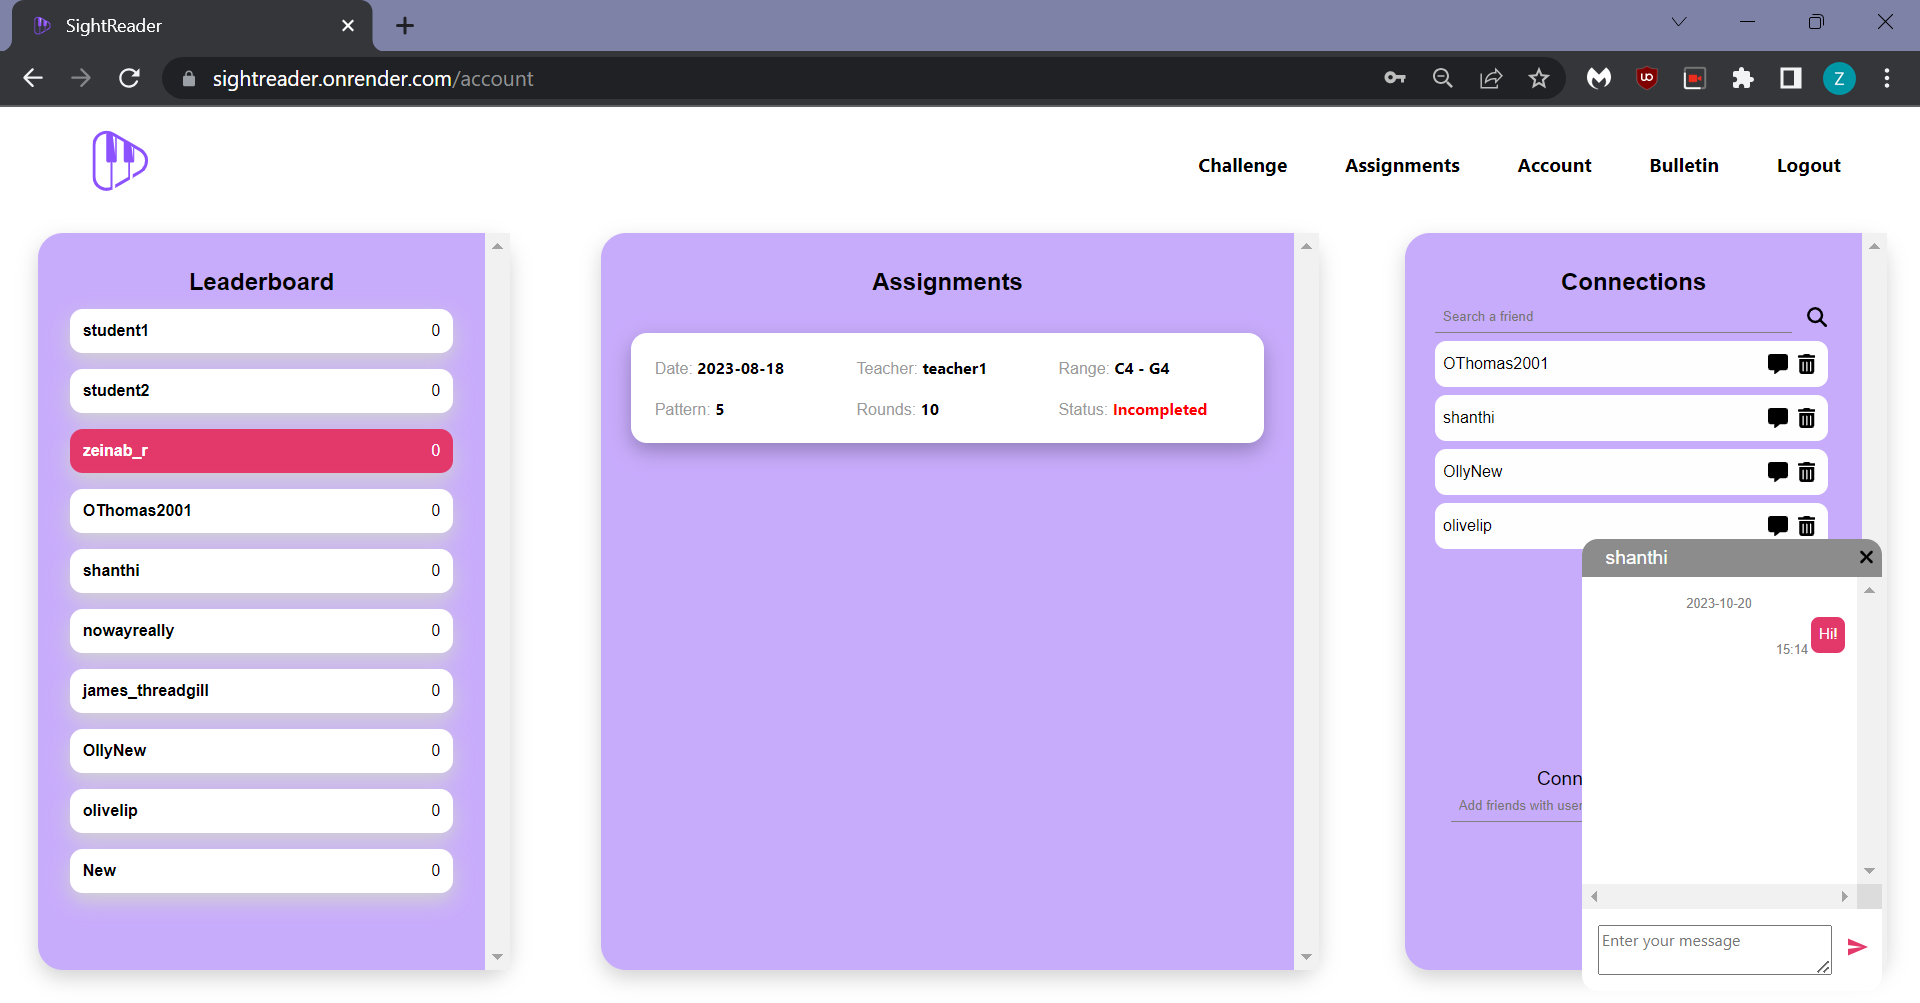 SightReader
sightreader.onrender.com/account
Z
Challenge Assignments Account Bulletin Logout
Leaderboard
student1 0
student2 0
zeinab_r 0
OThomas2001 0
shanthi 0
nowayreally 0
james_threadgill 0
OllyNew 0
olivelip 0
New 0
Assignments
Date: 2023-08-18 Teacher: teacher1 Range: C4 - G4
Pattern: 5 Rounds: 10 Status: Incompleted
Connections
Search a friend
OThomas2001
shanthi
OllyNew
olivelip
Conn
Add friends with user
shanthi
2023-10-20
Hi!
15:14
Enter your message